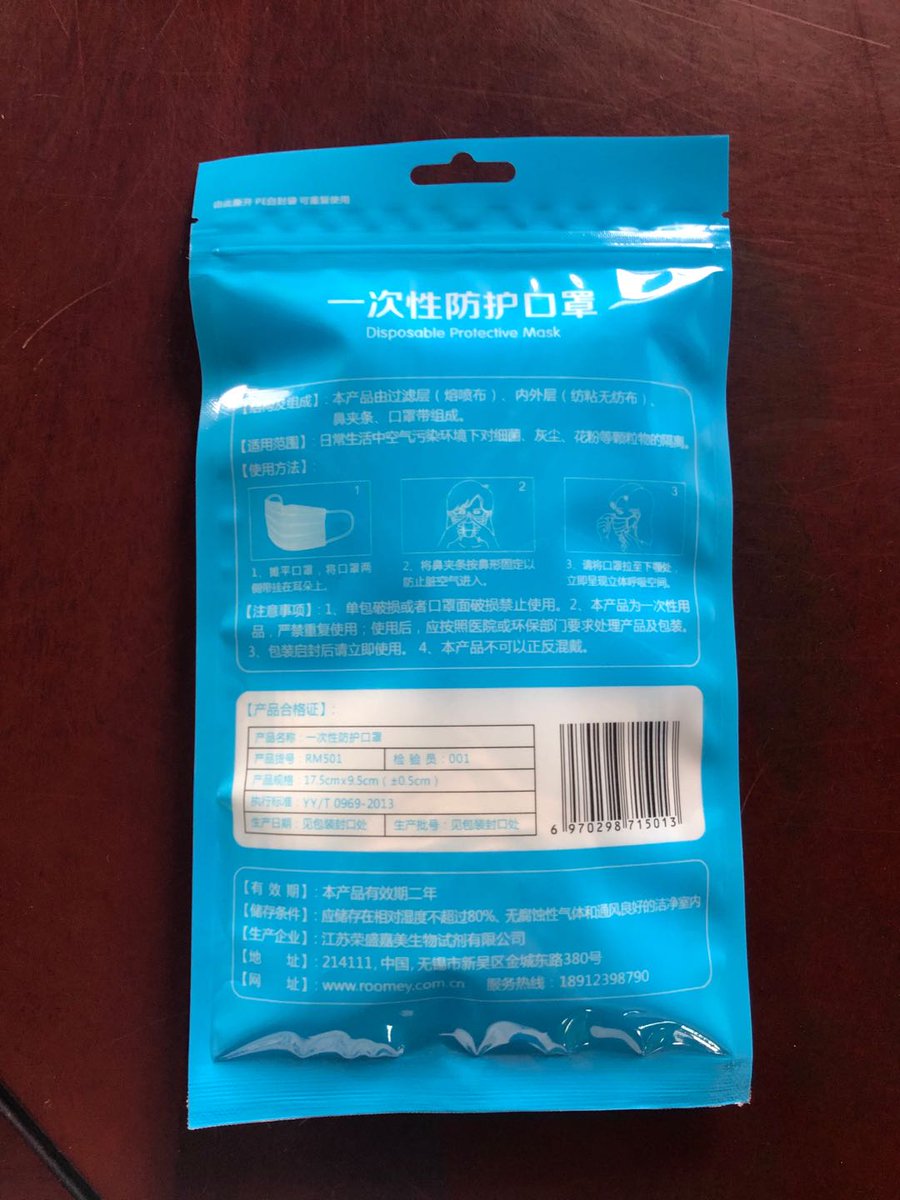 由此撕开 PE自封袋 可重复使用
一次性防护口罩
Disposable Protective Mask
【结构及组成】：本产品由过滤层（熔喷布）、内外层（纺粘无纺布）、
鼻夹条、口罩带组成。
【适用范围】：日常生活中空气污染环境下对细菌、灰尘、花粉等颗粒物的隔离。
【使用方法】：
1
2
3
1、摊平口罩，将口罩两
侧带挂在耳朵上。
2、将鼻夹条按鼻形固定以
防止脏空气进入。
3、请将口罩拉至下颚处，
立即呈现立体呼吸空间。
【注意事项】：1、单包破损或者口罩面破损禁止使用。2、本产品为一次性用
品，严禁重复使用；使用后，应按照医院或环保部门要求处理产品及包装。
3、包装启封后请立即使用。 4、本产品不可以正反混戴。
【产品合格证】：
产品名称：一次性防护口罩
产品货号：RM501 检 验 员：001
产品规格：17.5cmx9.5cm（±0.5cm）
执行标准：YY/T 0969-2013
生产日期：见包装封口处 生产批号：见包装封口处
6 970298 715013
【有 效 期】：本产品有效期二年
【储存条件】：应储存在相对湿度不超过80%、无腐蚀性气体和通风良好的洁净室内
【生产企业】：江苏荣盛嘉美生物试剂有限公司
【地 址】：214111, 中国, 无锡市新吴区金城东路380号
【网 址】：www.roomey.com.cn 服务热线：18912398790